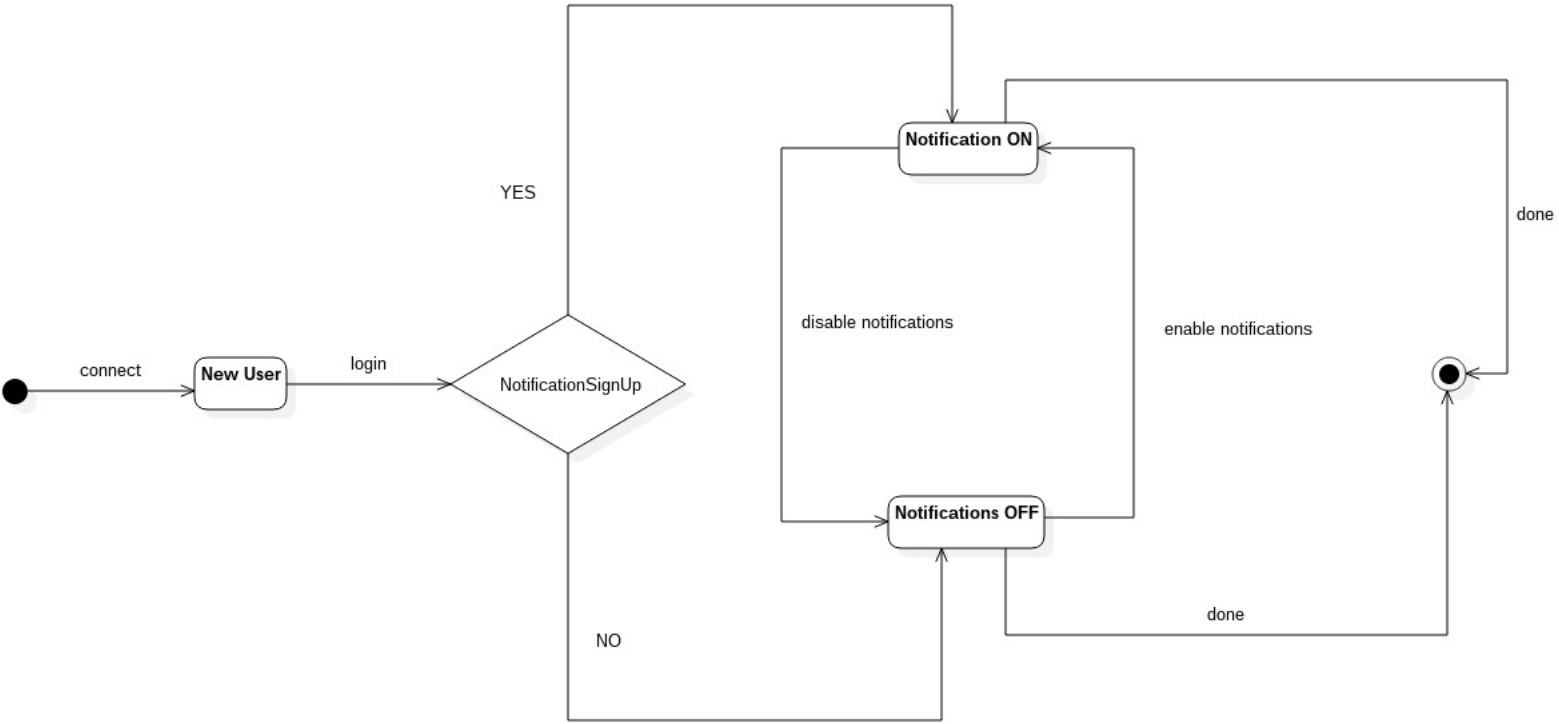 Notification ON
YES
done
disable notifications
enable notifications
connect
New User
login
NotificationSignUp
Notifications OFF
NO
done